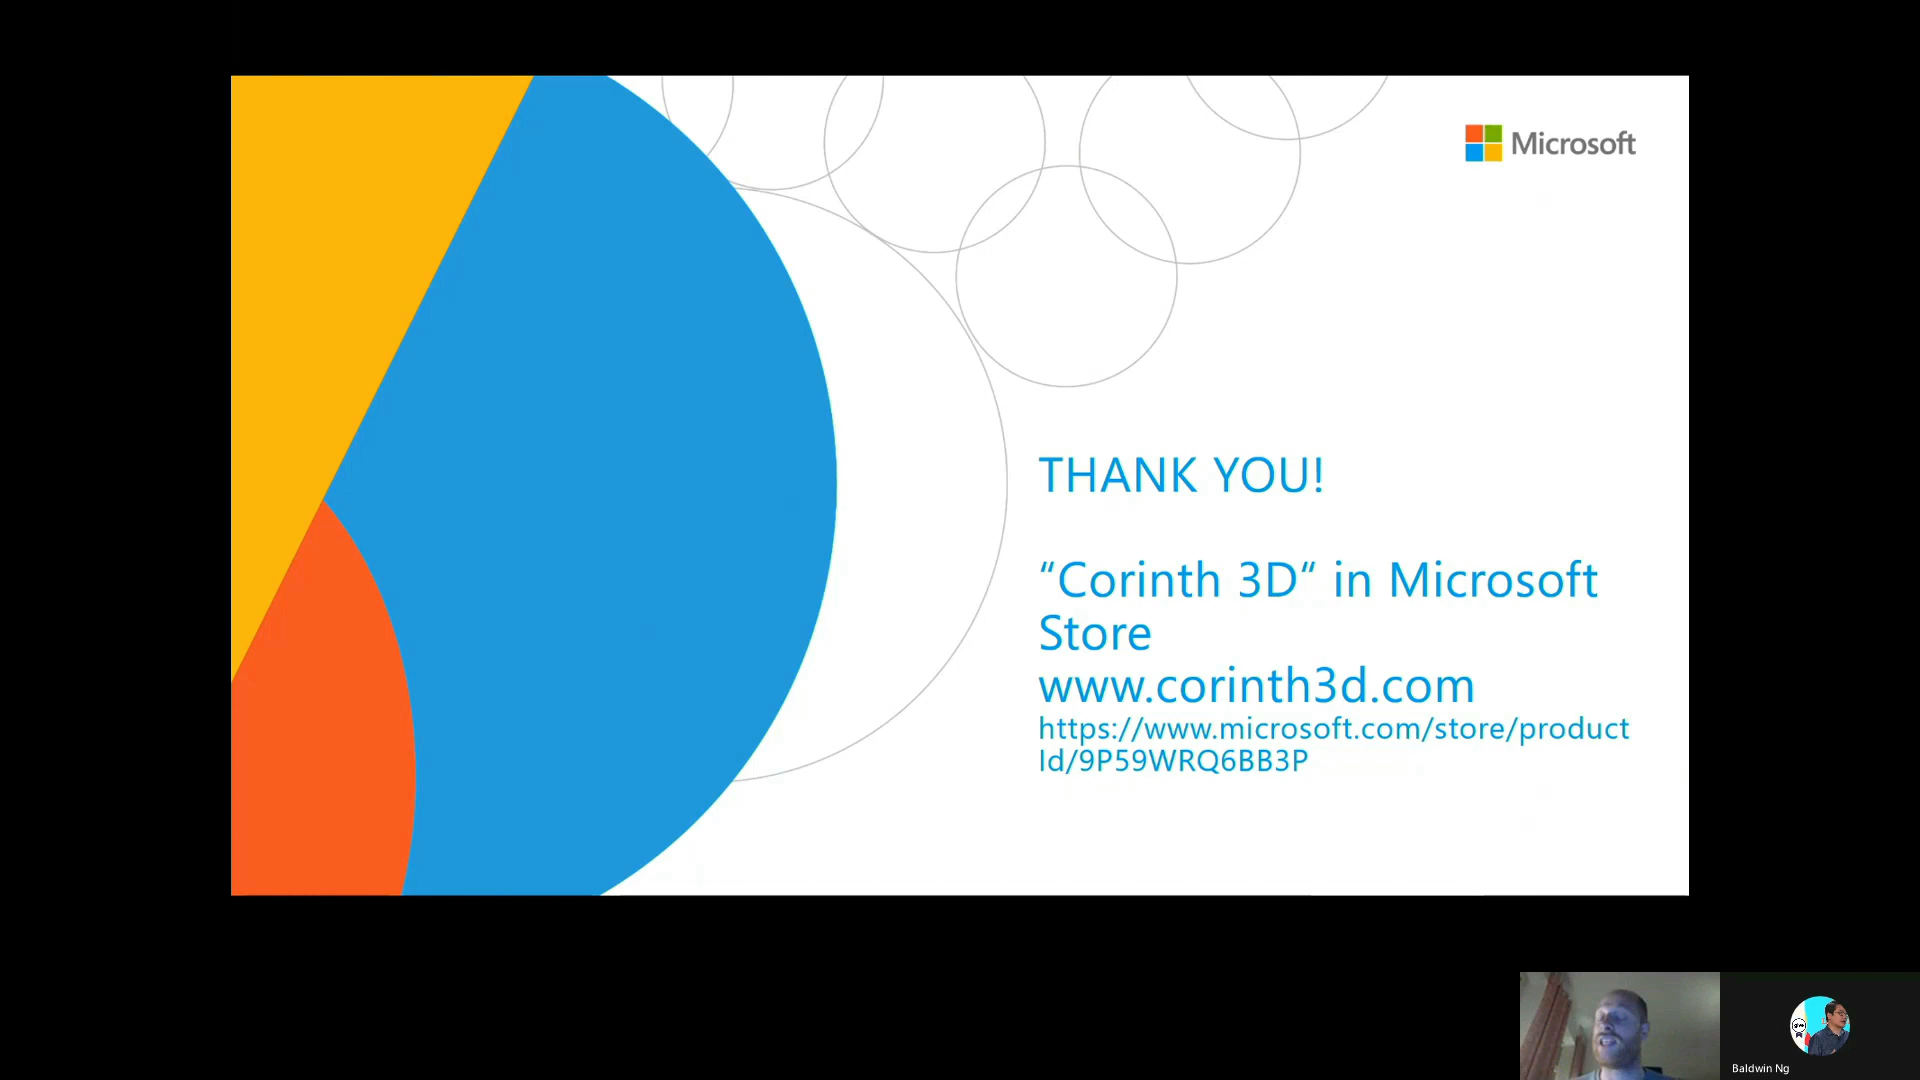 Microsoft
THANK YOU!
“Corinth 3D“ in Microsoft
Store
www.corinth3d.com
https://www.microsoft.com/store/product
Id/9P59WRQ6BB3P
Baldwin Ng